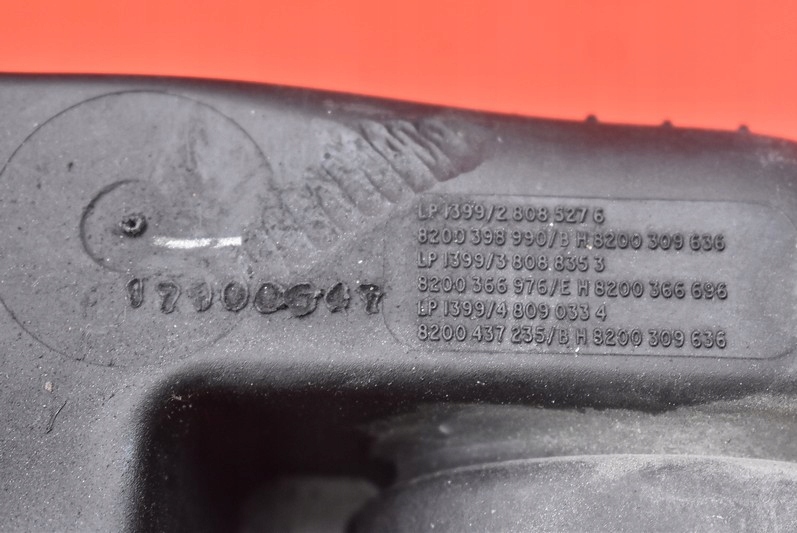 LP 1399/2 808 527 6
8200 398 990/B H 8200 309 636
LP 1399/3 808 835 3
8200 366 976/E H 8200 366 696
LP 1399/4 809 033 4
8200 437 235/B H 8200 309 636